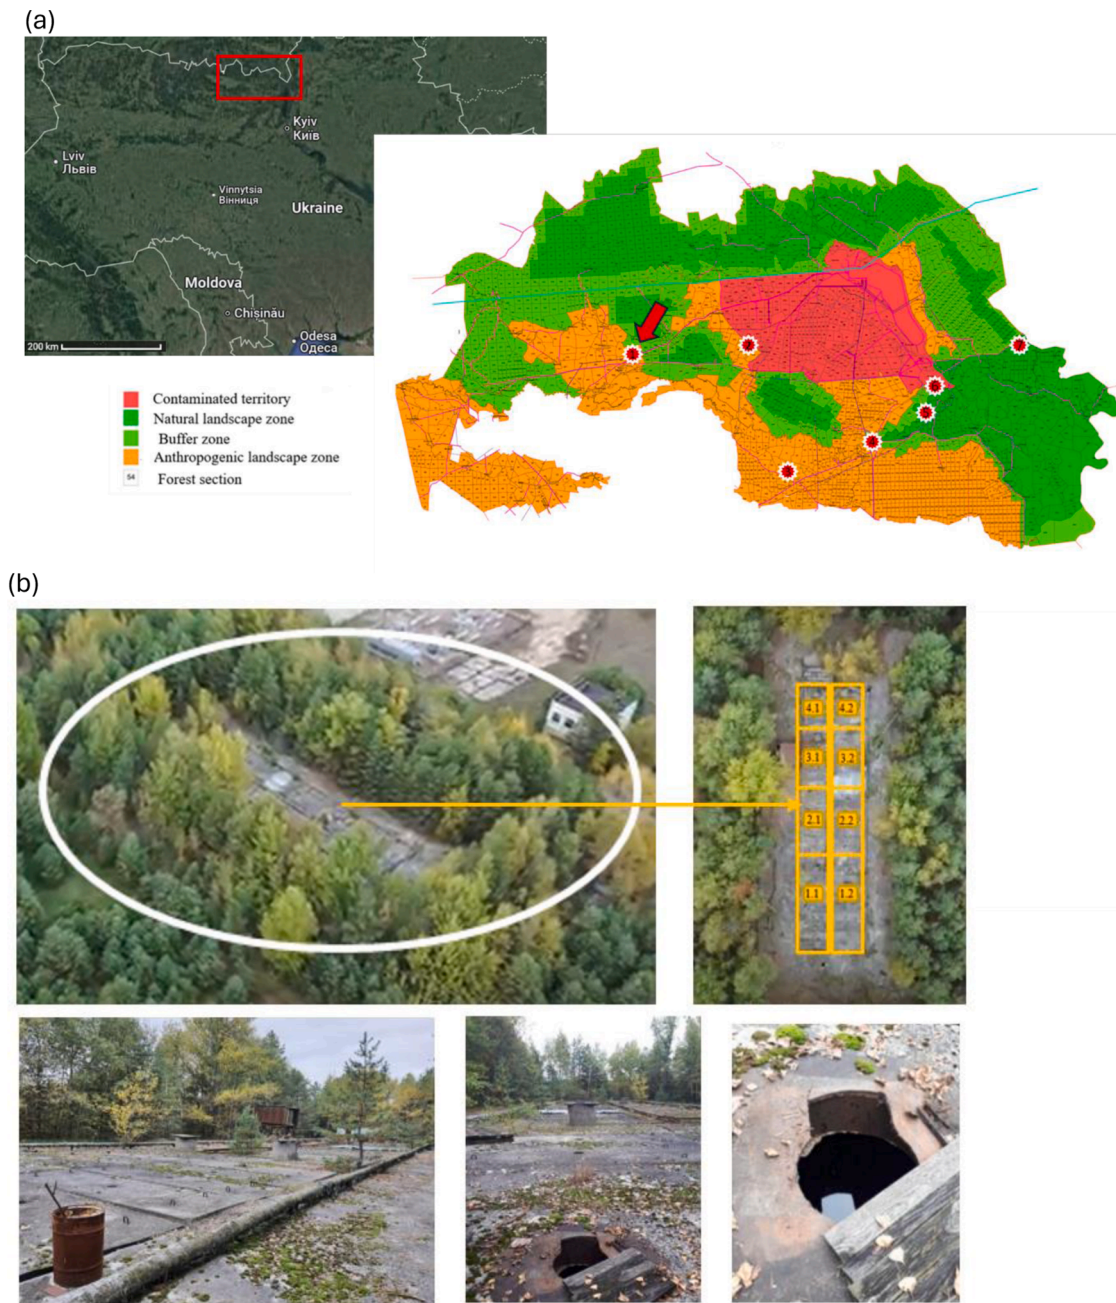 (a)
Kyiv
Київ
Lviv
Львів
Vinnytsia
Вінниця
Ukraine
Moldova
Chișinău
Odesa
Одеса
200 km
Contaminated territory
Natural landscape zone
Buffer zone
Anthropogenic landscape zone
54
Forest section
4
(b)
4.1 4.2
3.1 3.2
2.1 2.2
1.1 1.2